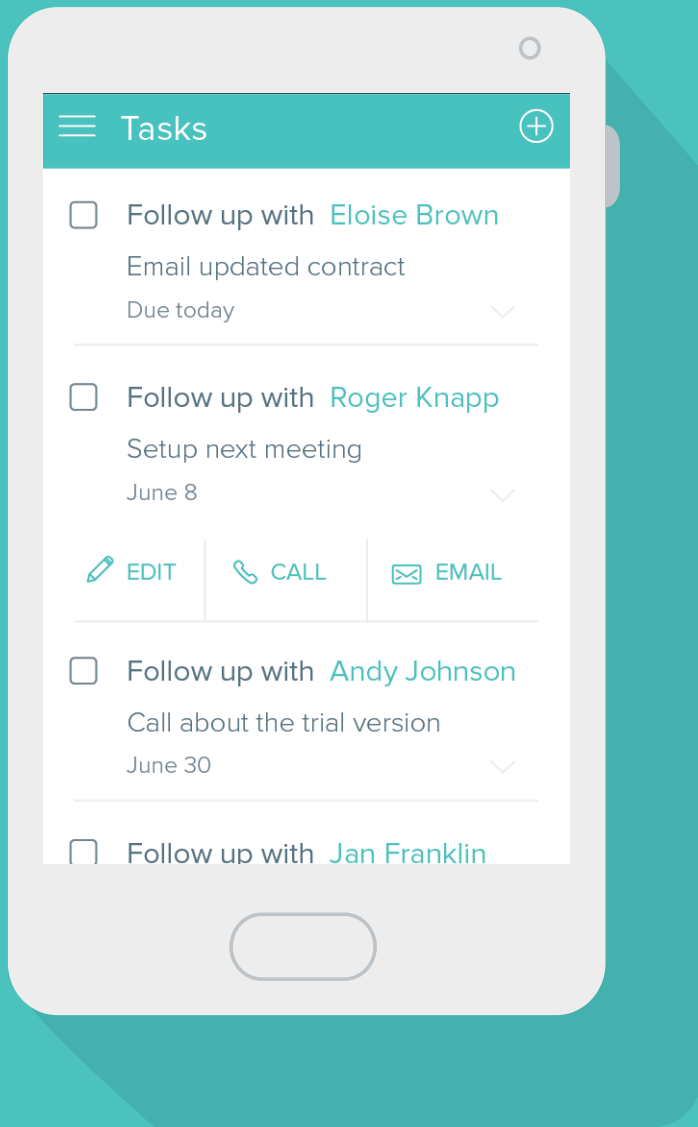 Tasks
Follow up with Eloise Brown
Email updated contract
Due today
Follow up with Roger Knapp
Setup next meeting
June 8
EDIT CALL EMAIL
Follow up with Andy Johnson
Call about the trial version
June 30
Follow up with Jan Franklin